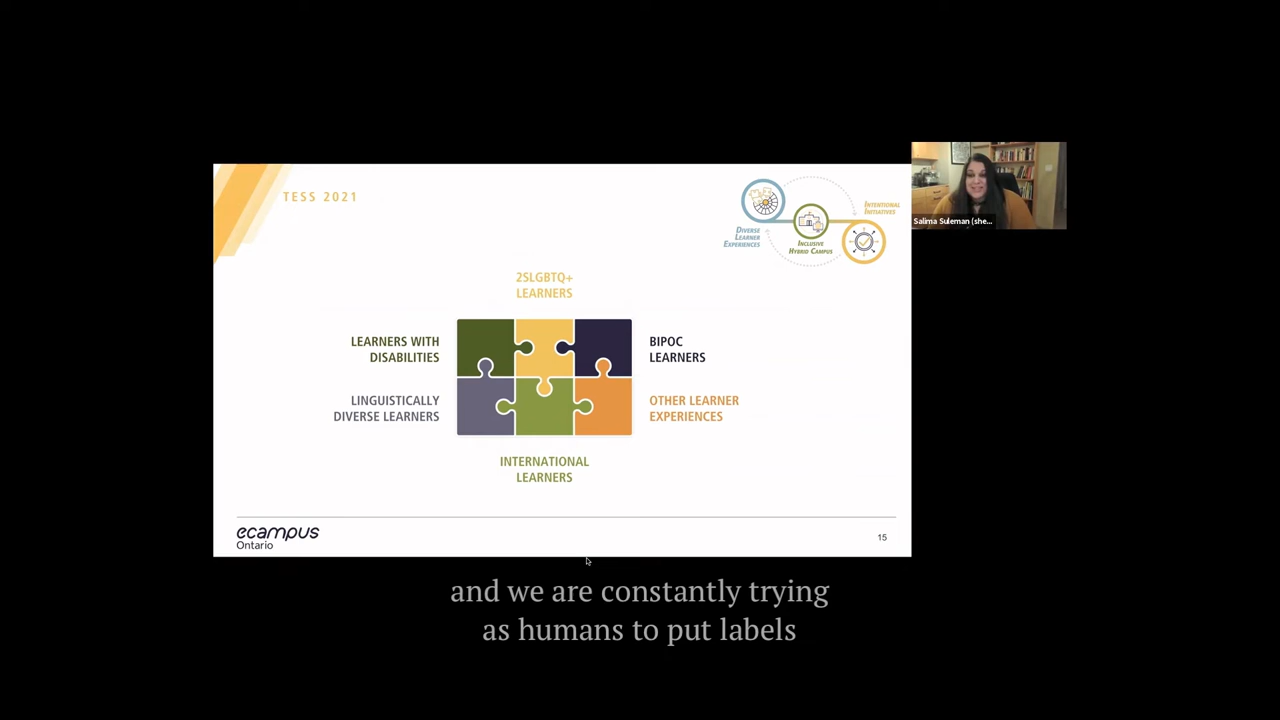 TESS 2021
INTENTIONAL
INITIATIVES
DIVERSE
LEARNER
EXPERIENCES
INCLUSIVE
HYBRID CAMPUS
Salima Suleman (she...
2SLGBTQ+
LEARNERS
LEARNERS WITH
DISABILITIES
BIPOC
LEARNERS
LINGUISTICALLY
DIVERSE LEARNERS
OTHER LEARNER
EXPERIENCES
INTERNATIONAL
LEARNERS
ecampus
Ontario
15
and we are constantly trying
as humans to put labels